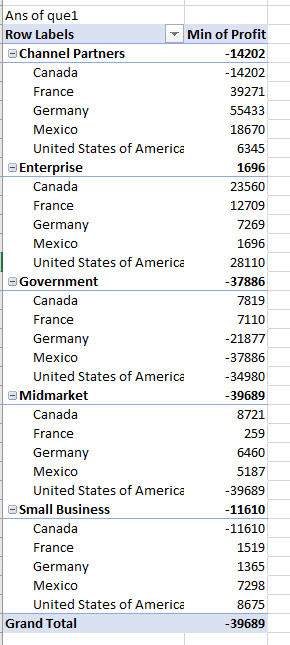 Ans of que1
Row Labels Min of Profit
Channel Partners -14202
Canada -14202
France 39271
Germany 55433
Mexico 18670
United States of America 6345
Enterprise 1696
Canada 23560
France 12709
Germany 7269
Mexico 1696
United States of America 28110
Government -37886
Canada 7819
France 7110
Germany -21877
Mexico -37886
United States of America -34980
Midmarket -39689
Canada 8721
France 259
Germany 6460
Mexico 5187
United States of America -39689
Small Business -11610
Canada -11610
France 1519
Germany 1365
Mexico 7298
United States of America 8675
Grand Total -39689